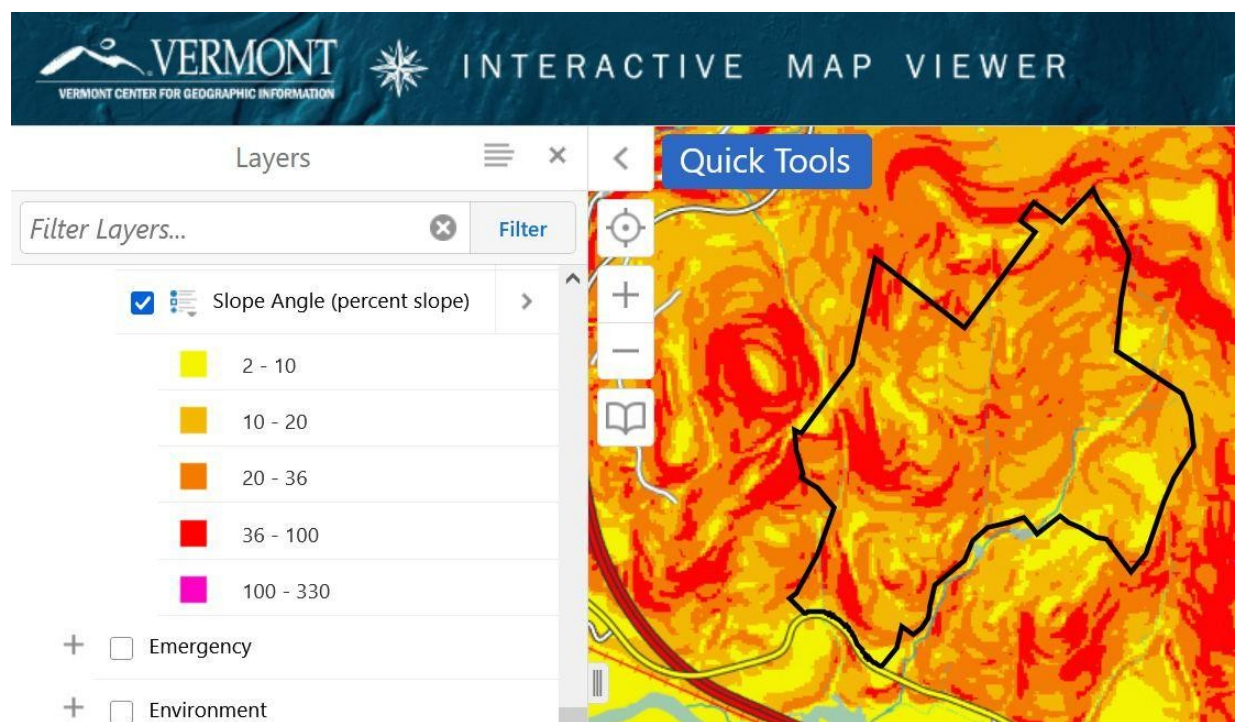 VERMONT
VERMONT CENTER FOR GEOGRAPHIC INFORMATION
INTERACTIVE MAP VIEWER
Layers
Quick Tools
Filter Layers...
Filter
Slope Angle (percent slope)
2 - 10
10 - 20
20 - 36
36 - 100
100 - 330
Emergency
Environment